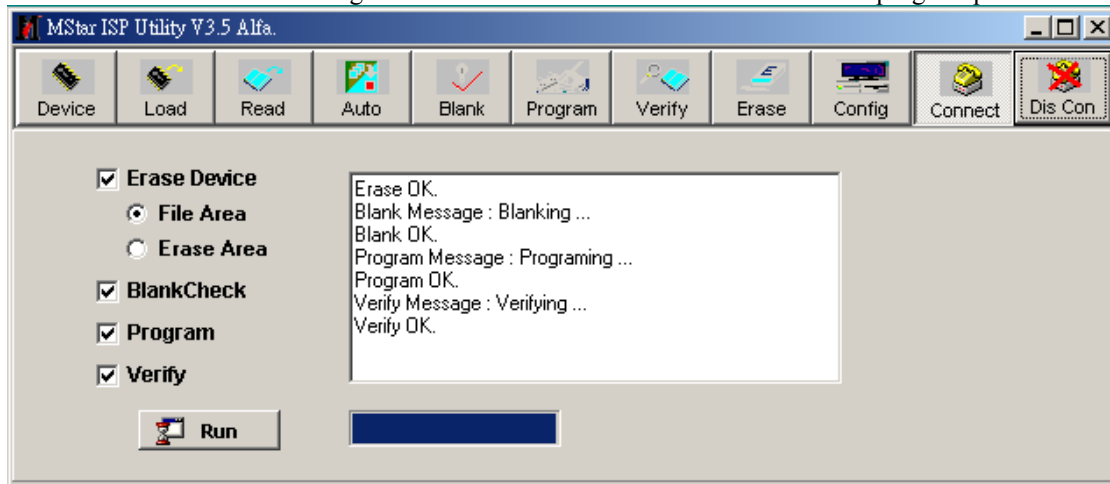 MStar ISP Utility V3.5 Alfa.
Device Load Read Auto Blank Program Verify Erase Config Connect Dis Con
Erase Device
File Area
Erase Area
BlankCheck
Program
Verify
Run
Erase OK.
Blank Message : Blanking ...
Blank OK.
Program Message : Programing ...
Program OK.
Verify Message : Verifying ...
Verify OK.